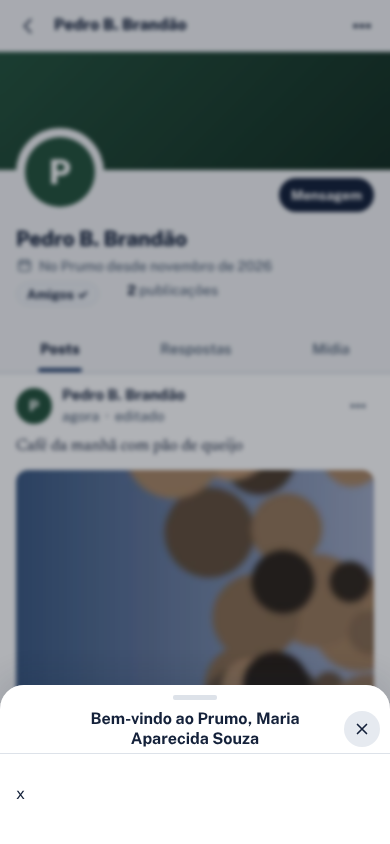 Pedro B. Brandão
P
Mensagem
Pedro B. Brandão
No Prumo desde novembro de 2026
Amigos ✓ 2 publicações
Posts Respostas Mídia
P Pedro B. Brandão
agora · editado
Café da manhã com pão de queijo
Bem-vindo ao Prumo, Maria
Aparecida Souza
x